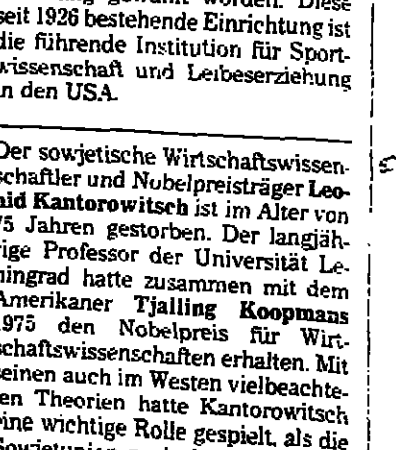 seit 1926 bestehende Einrichtung ist
die führende Institution für Sport-
wissenschaft und Leibeserziehung
in den USA.
Der sowjetische Wirtschaftswissen-
schaftler und Nobelpreisträger Leo-
nid Kantorowitsch ist im Alter von
75 Jahren gestorben. Der langjäh-
rige Professor der Universität Le-
ningrad hatte zusammen mit dem
Amerikaner Tjalling Koopmans
1975 den Nobelpreis für Wirt-
schaftswissenschaften erhalten. Mit
seinen auch im Westen vielbeachte-
ten Theorien hatte Kantorowitsch
eine wichtige Rolle gespielt, als die